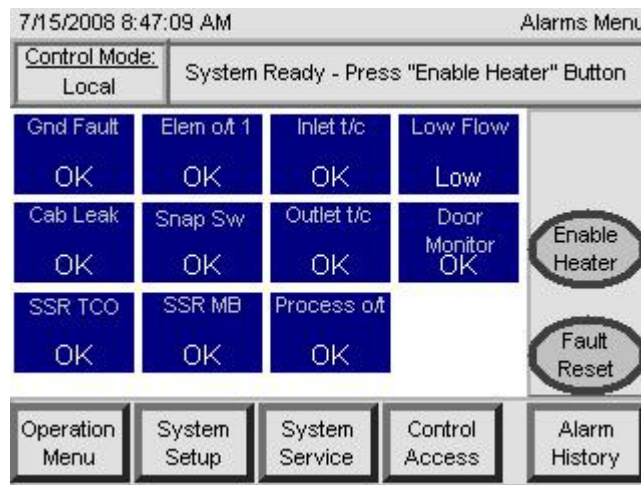 7/15/2008 8:47:09 AM Alarms Menu
Control Mode:
Local
System Ready - Press "Enable Heater" Button
Gnd Fault Elem o/t 1 Inlet t/c Low Flow
OK OK OK Low
Cab Leak Snap Sw Outlet t/c Door
Monitor
OK OK OK OK
SSR TCO SSR MB Process o/t
OK OK OK
Enable
Heater
Fault
Reset
Operation
Menu
System
Setup
System
Service
Control
Access
Alarm
History